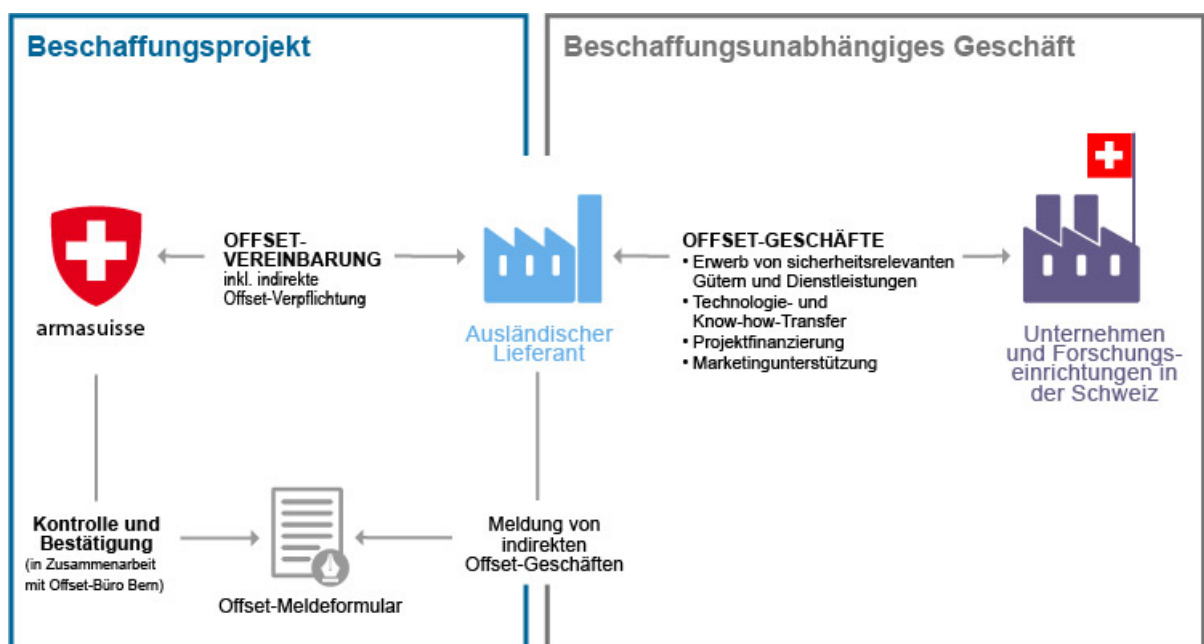 Beschaffungsprojekt
Beschaffungsunabhängiges Geschäft
armasuisse
OFFSET-
VEREINBARUNG
inkl. indirekte
Offset-Verpflichtung
Ausländischer
Lieferant
OFFSET-GESCHÄFTE
• Erwerb von sicherheitsrelevanten
Gütern und Dienstleistungen
• Technologie- und
Know-how-Transfer
• Projektfinanzierung
• Marketingunterstützung
Unternehmen
und Forschungs-
einrichtungen in
der Schweiz
Kontrolle und
Bestätigung
(in Zusammenarbeit
mit Offset-Büro Bern)
Offset-Meldeformular
Meldung von
indirekten
Offset-Geschäften